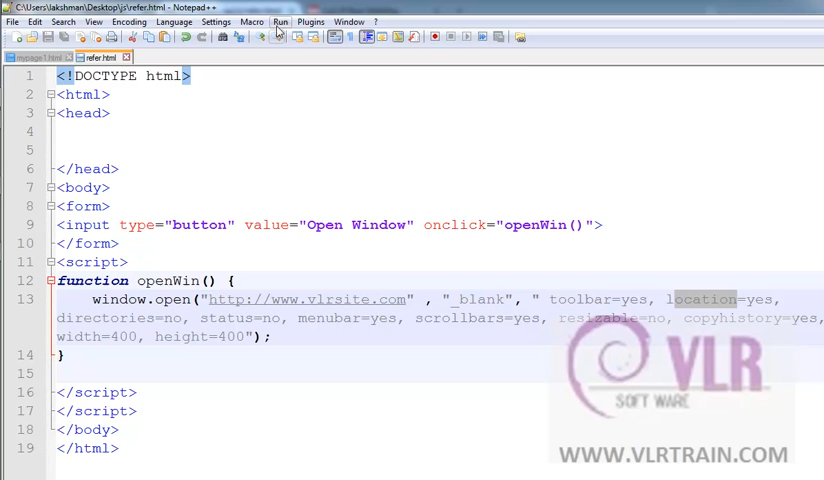 C:\Users\lakshman\Desktop\js\refer.html - Notepad++
File Edit Search View Encoding Language Settings Macro Run Plugins Window ?
mypage1.html refer.html
1 <!DOCTYPE html>
2 <html>
3 <head>
4
5
6 </head>
7 <body>
8 <form>
9 <input type="button" value="Open Window" onclick="openWin()">
10 </form>
11 <script>
12 function openWin() {
13 window.open("http://www.vlrsite.com" , "_blank", " toolbar=yes, location=yes,
directories=no, status=no, menubar=yes, scrollbars=yes, resizable=no, copyhistory=yes,
width=400, height=400");
14 }
15
16 </script>
17 </script>
18 </body>
19 </html>
VLR
SOFT WARE
WWW.VLRTRAIN.COM